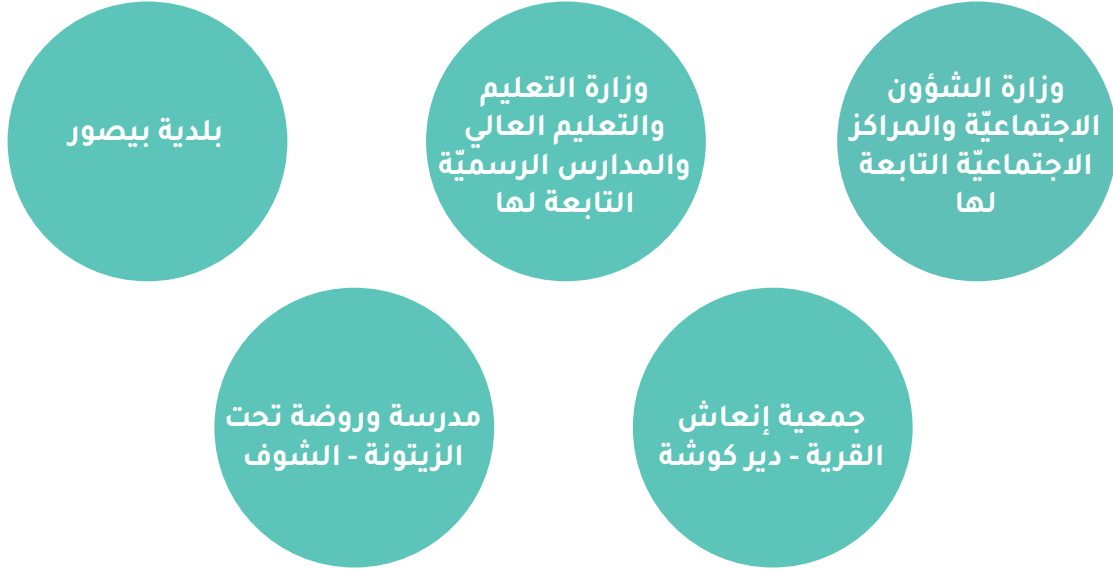 وزارة الشؤون
الاجتماعيّة والمراكز
الاجتماعيّة التابعة
لها
وزارة التعليم
والتعليم العالي
والمدارس الرسميّة
التابعة لها
بلدية بيصور
جمعية إنعاش
القرية - دير كوشة
مدرسة وروضة تحت
الزيتونة - الشوف